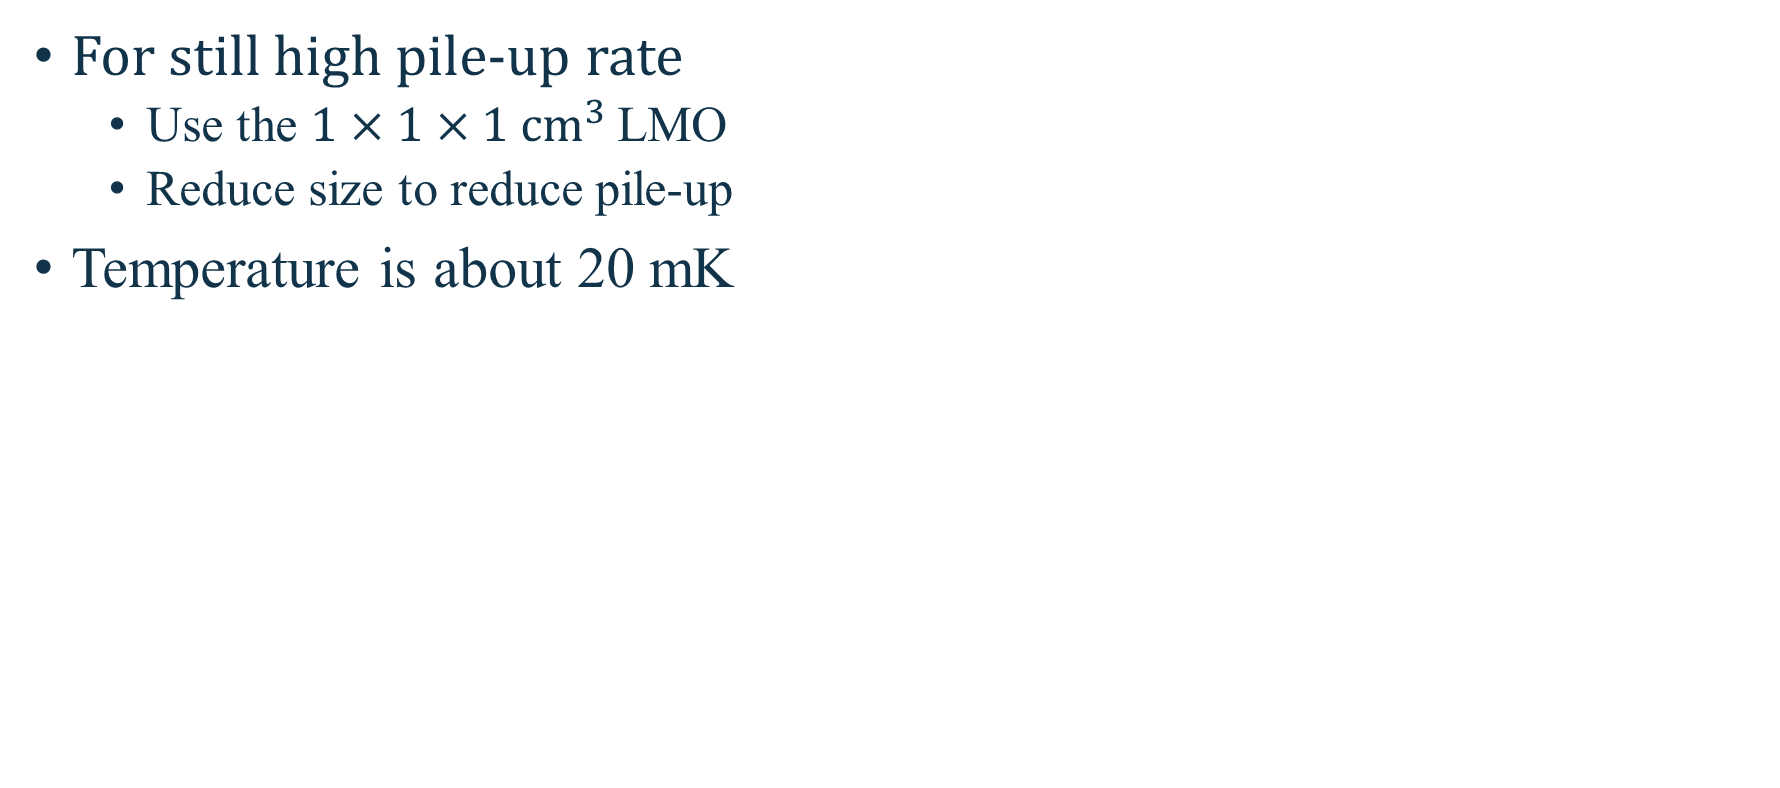 • For still high pile-up rate
• Use the 1 × 1 × 1 cm³ LMO
• Reduce size to reduce pile-up
• Temperature is about 20 mK